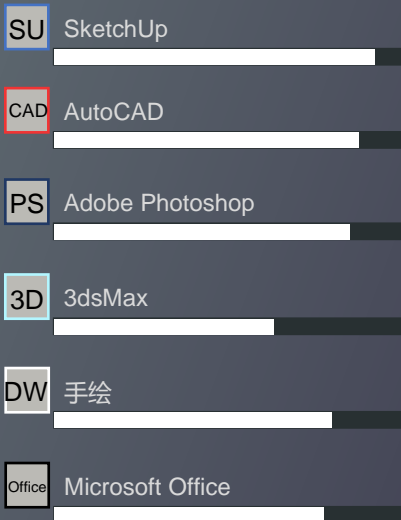 SU SketchUp
CAD AutoCAD
PS Adobe Photoshop
3D 3dsMax
DW 手绘
Office Microsoft Office